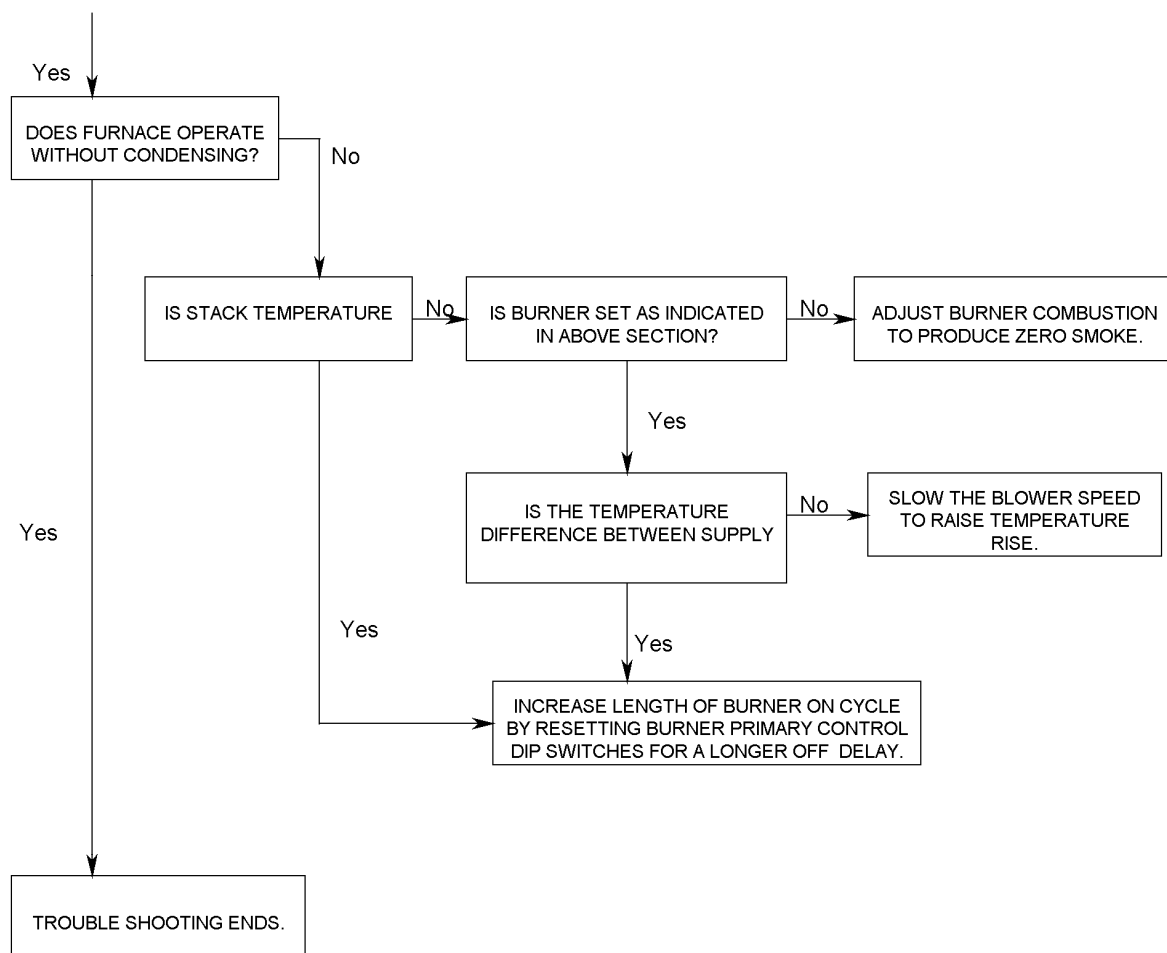 Yes
DOES FURNACE OPERATE
WITHOUT CONDENSING?
No
IS STACK TEMPERATURE
No
IS BURNER SET AS INDICATED
IN ABOVE SECTION?
No
ADJUST BURNER COMBUSTION
TO PRODUCE ZERO SMOKE.
Yes
IS THE TEMPERATURE
DIFFERENCE BETWEEN SUPPLY
No
SLOW THE BLOWER SPEED
TO RAISE TEMPERATURE
RISE.
Yes
Yes
Yes
INCREASE LENGTH OF BURNER ON CYCLE
BY RESETTING BURNER PRIMARY CONTROL
DIP SWITCHES FOR A LONGER OFF  DELAY.
TROUBLE SHOOTING ENDS.